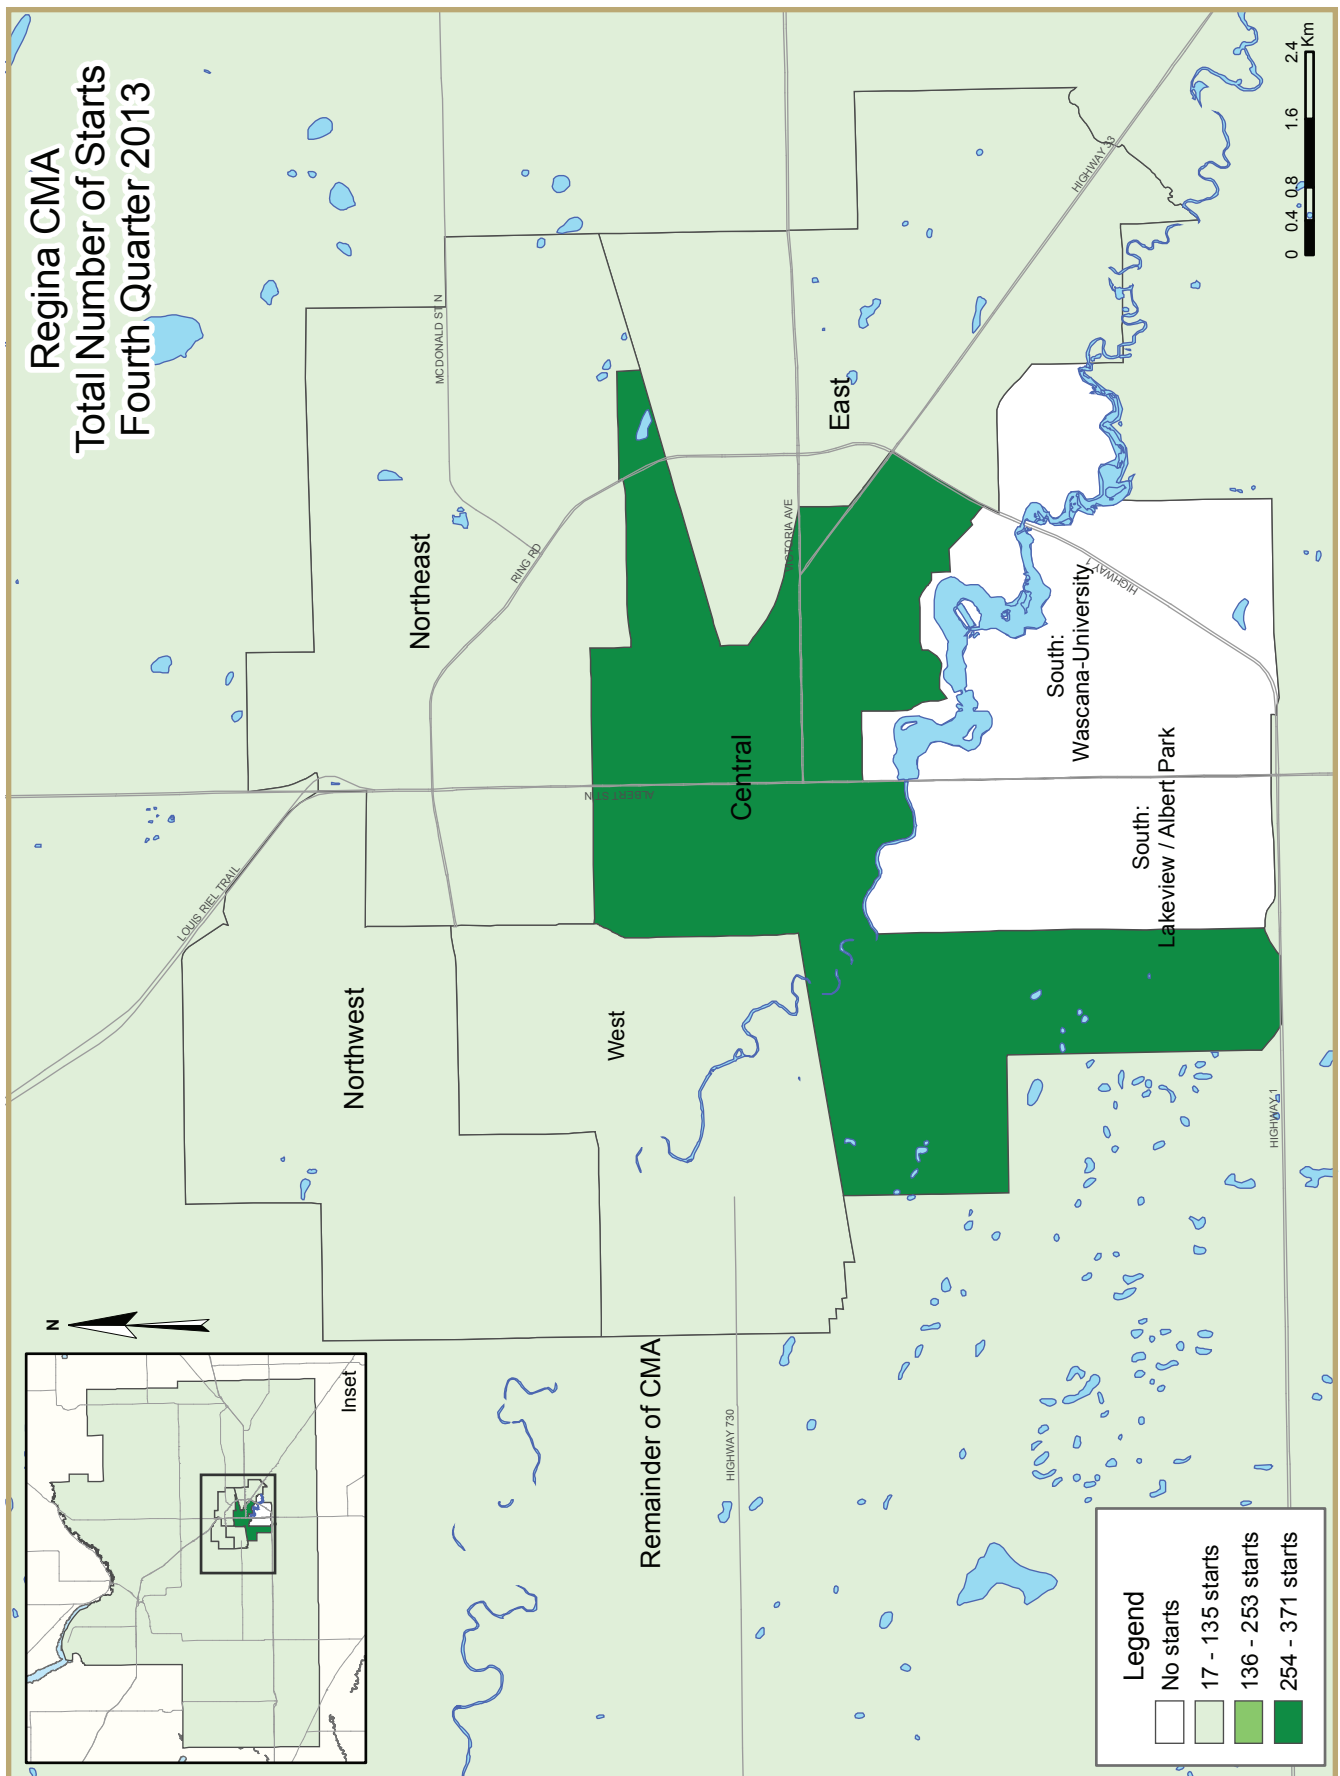 Regina CMA
Total Number of Starts
Fourth Quarter 2013
N
Inset
LOUIS RIEL TRAIL
MCDONALD ST N
Northwest
Northeast
RING RD
West
ALBERT ST N
Remainder of CMA
HIGHWAY 730
Central
VICTORIA AVE
East
HIGHWAY 33
South:
Wascana-University
HIGHWAY 1
South:
Lakeview / Albert Park
HIGHWAY 1
Legend
No starts
17 - 135 starts
136 - 253 starts
254 - 371 starts
0 0.4 0.8 1.6 2.4
Km